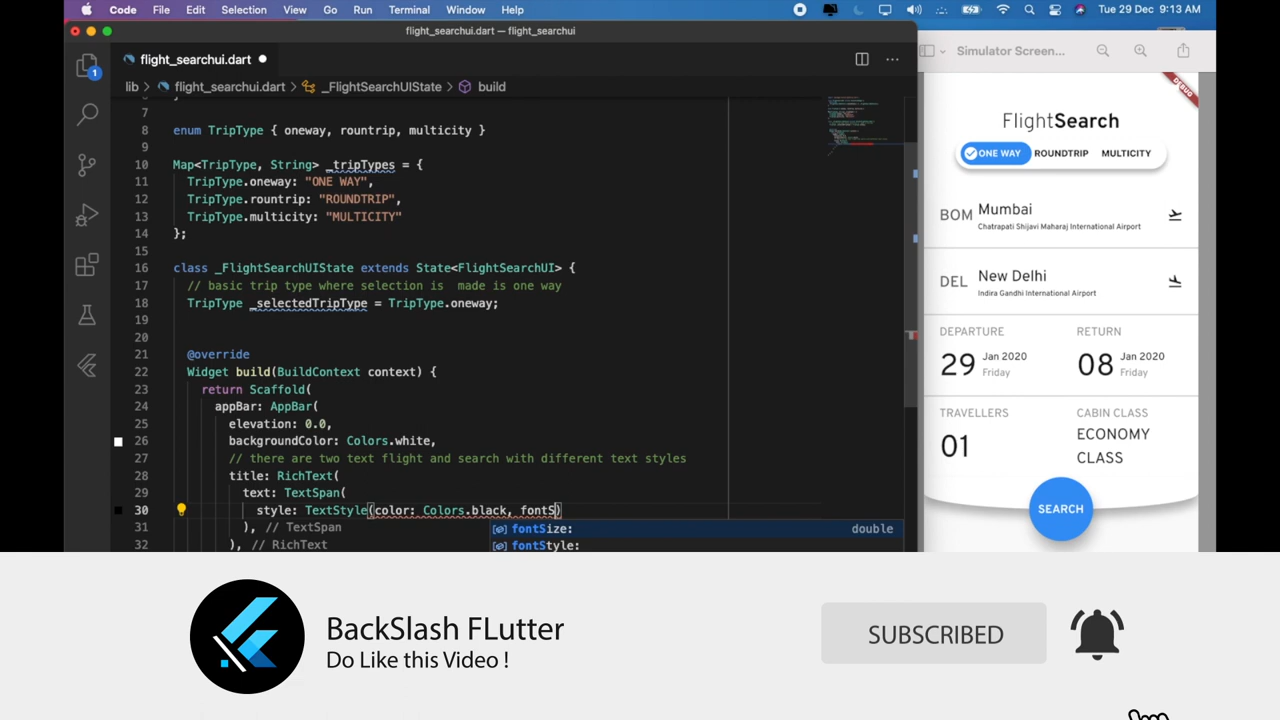 Code File Edit Selection View Go Run Terminal Window Help Tue 29 Dec 9:13 AM
flight_searchui.dart — flight_searchui
flight_searchui.dart
Simulator Screen...
lib > flight_searchui.dart > _FlightSearchUIState > build
1
7
8 enum TripType { oneway, rountrip, multicity }
9
10 Map<TripType, String> _tripTypes = {
11 TripType.oneway: "ONE WAY",
12 TripType.rountrip: "ROUNDTRIP",
13 TripType.multicity: "MULTICITY"
14 };
15
16 class _FlightSearchUIState extends State<FlightSearchUI> {
17 // basic trip type where selection is  made is one way
18 TripType _selectedTripType = TripType.oneway;
19
20
21 @override
22 Widget build(BuildContext context) {
23 return Scaffold(
24 appBar: AppBar(
25 elevation: 0.0,
26 backgroundColor: Colors.white,
27 // there are two text flight and search with different text styles
28 title: RichText(
29 text: TextSpan(
30 style: TextStyle(color: Colors.black, fontS)
31 ), // TextSpan
32 ), // RichText
fontSize: double
fontStyle:
DEBUG
FlightSearch
ONE WAY ROUNDTRIP MULTICITY
BOM Mumbai
Chatrapati Shijavi Maharaj International Airport
DEL New Delhi
Indira Gandhi International Airport
DEPARTURE RETURN
29 Jan 2020 08 Jan 2020
Friday Friday
TRAVELLERS CABIN CLASS
01 ECONOMY
CLASS
SEARCH
BackSlash FLutter
Do Like this Video !
SUBSCRIBED